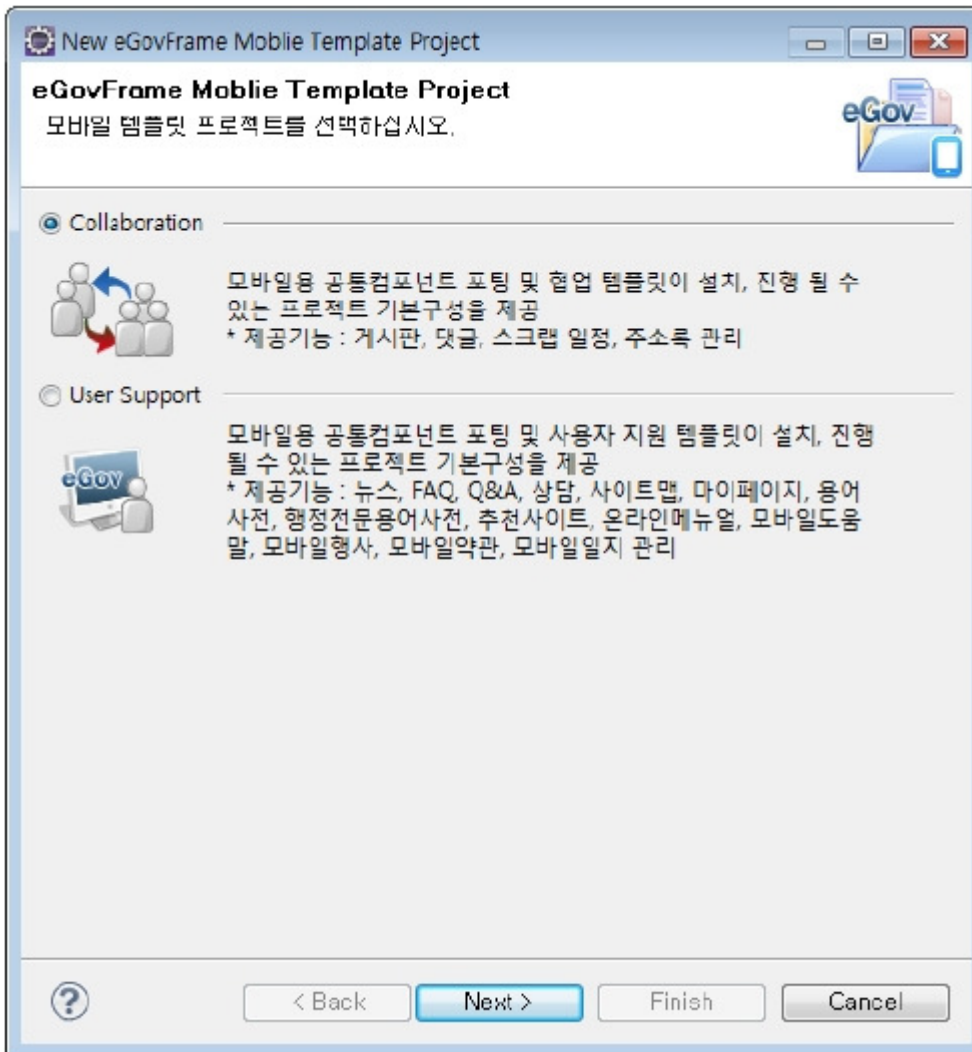 New eGovFrame Moblie Template Project
eGovFrame Moblie Template Project
모바일 템플릿 프로젝트를 선택하십시오.
eGov
Collaboration
모바일용 공통컴포넌트 포팅 및 협업 템플릿이 설치, 진행 될 수
있는 프로젝트 기본구성을 제공
* 제공기능 : 게시판, 댓글, 스크랩 일정, 주소록 관리
User Support
eGov
모바일용 공통컴포넌트 포팅 및 사용자 지원 템플릿이 설치, 진행
될 수 있는 프로젝트 기본구성을 제공
* 제공기능 : 뉴스, FAQ, Q&A, 상담, 사이트맵, 마이페이지, 용어
사전, 행정전문용어사전, 추천사이트, 온라인메뉴얼, 모바일도움
말, 모바일행사, 모바일약관, 모바일일지 관리
?
< Back
Next >
Finish
Cancel